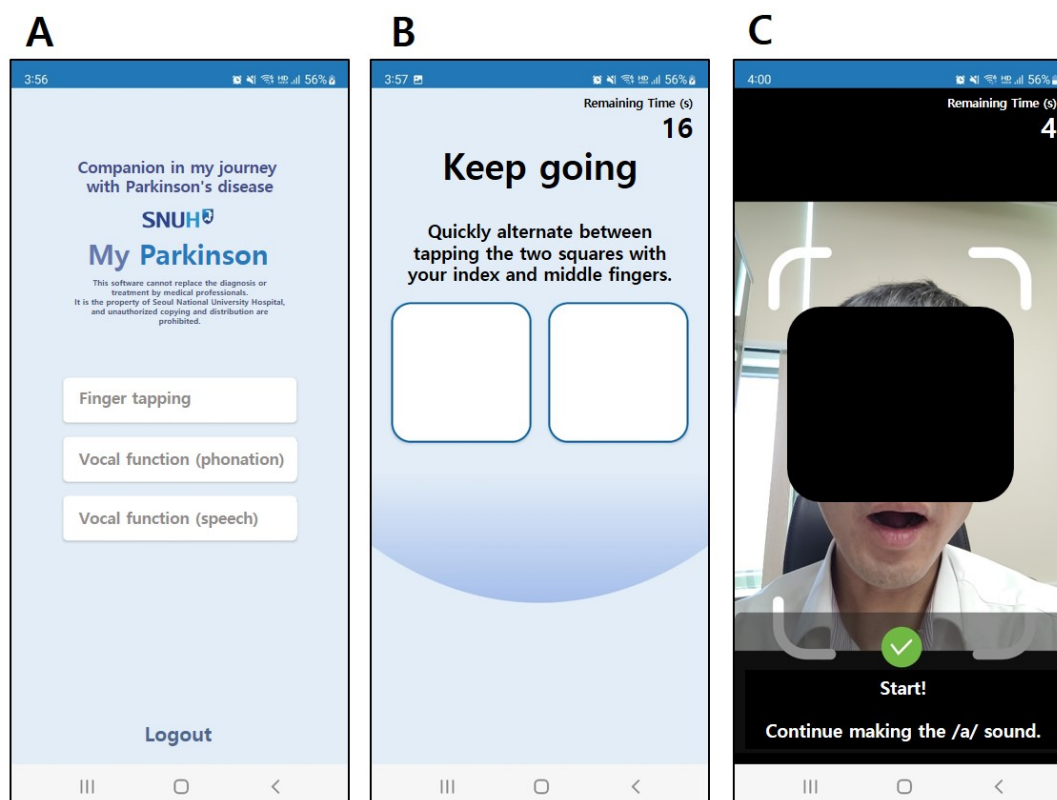 A
3:56
56%
Companion in my journey
with Parkinson's disease
SNUH
My Parkinson
This software cannot replace the diagnosis or
treatment by medical professionals.
It is the property of Seoul National University Hospital,
and unauthorized copying and distribution are
prohibited.
Finger tapping
Vocal function (phonation)
Vocal function (speech)
Logout
B
3:57
56%
Remaining Time (s)
16
Keep going
Quickly alternate between
tapping the two squares with
your index and middle fingers.
C
4:00
56%
Remaining Time (s)
4
Start!
Continue making the /a/ sound.